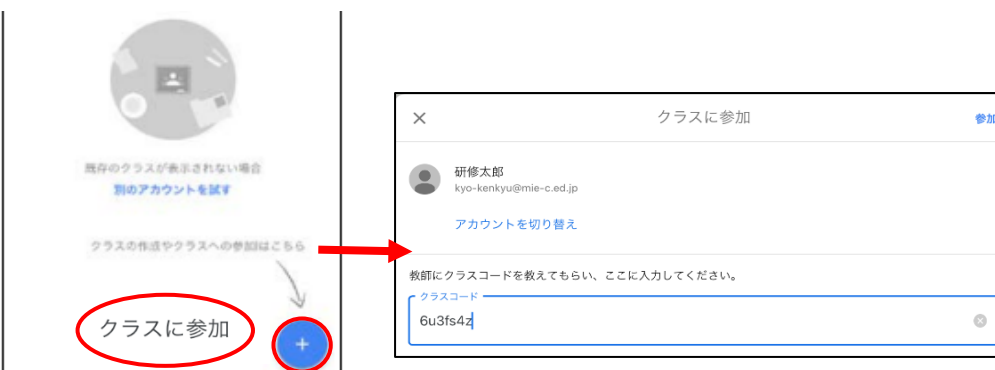 既存のクラスが表示されない場合
別のアカウントを試す
クラスの作成やクラスへの参加はこちら
クラスに参加
+
クラスに参加
参加
研修太郎
kyo-kenkyu@mie-c.ed.jp
アカウントを切り替え
教師にクラスコードを教えてもらい、ここに入力してください。
クラスコード
6u3fs4z